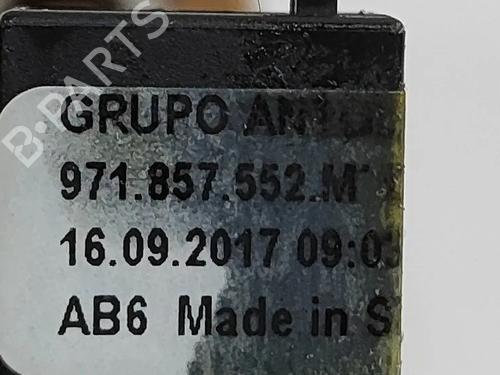 B-PARTS
GRUPO
971.857.552.M
16.09.2017 09:0
AB6 Made in